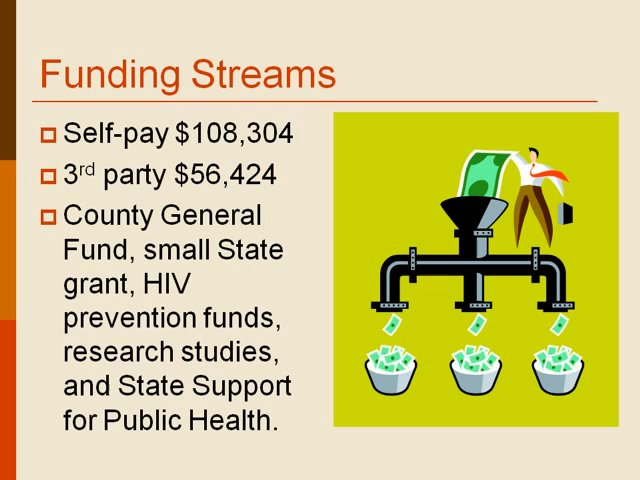 Funding Streams
Self-pay $108,304
3rd party $56,424
County General
Fund, small State
grant, HIV
prevention funds,
research studies,
and State Support
for Public Health.